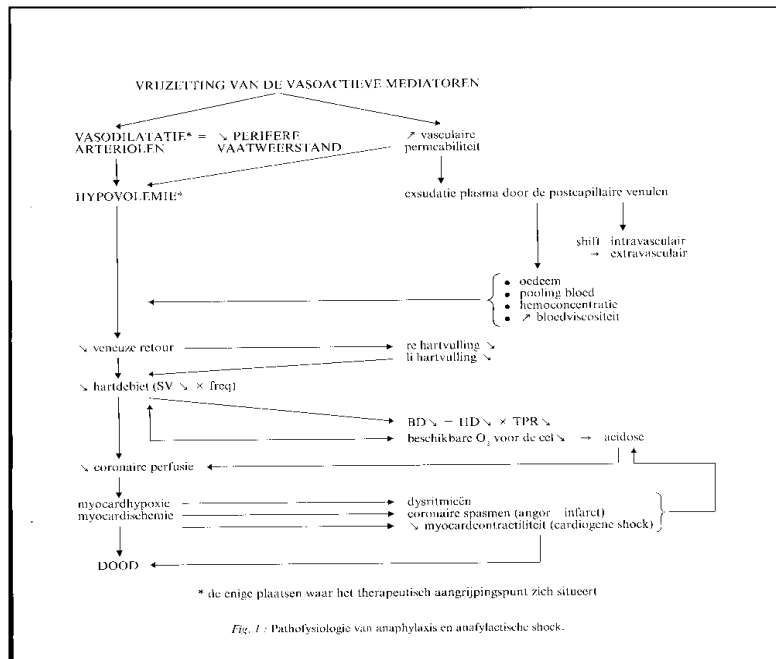 VRIJZETTING VAN DE VASOACTIEVE MEDIATOREN
VASODILATATIE* = ↘ PERIFERE
ARTERIOLEN VAATWEERSTAND
↗ vasculaire
permeabiliteit
HYPOVOLEMIE*
exsudatie plasma door de postcapillaire venulen
shift intravasculair
→ extravasculair
• oedeem
• pooling bloed
• hemoconcentratie
• ↗ bloedviscositeit
↘ veneuze retour
re hartvulling ↘
li hartvulling ↘
↘ hartdebiet (SV ↘ × freq)
BD↘ = HD↘ × TPR↘
beschikbare O₂ voor de cel↘ → acidose
↘ coronaire perfusie
myocardhypoxie
myocardischemie
dysritmieën
coronaire spasmen (angor infarct)
↘ myocardcontractiliteit (cardiogene shock)
DOOD
* de enige plaatsen waar het therapeutisch aangrijpingspunt zich situeert
Fig. 1 : Pathofysiologie van anaphylaxis en anafylactische shock.